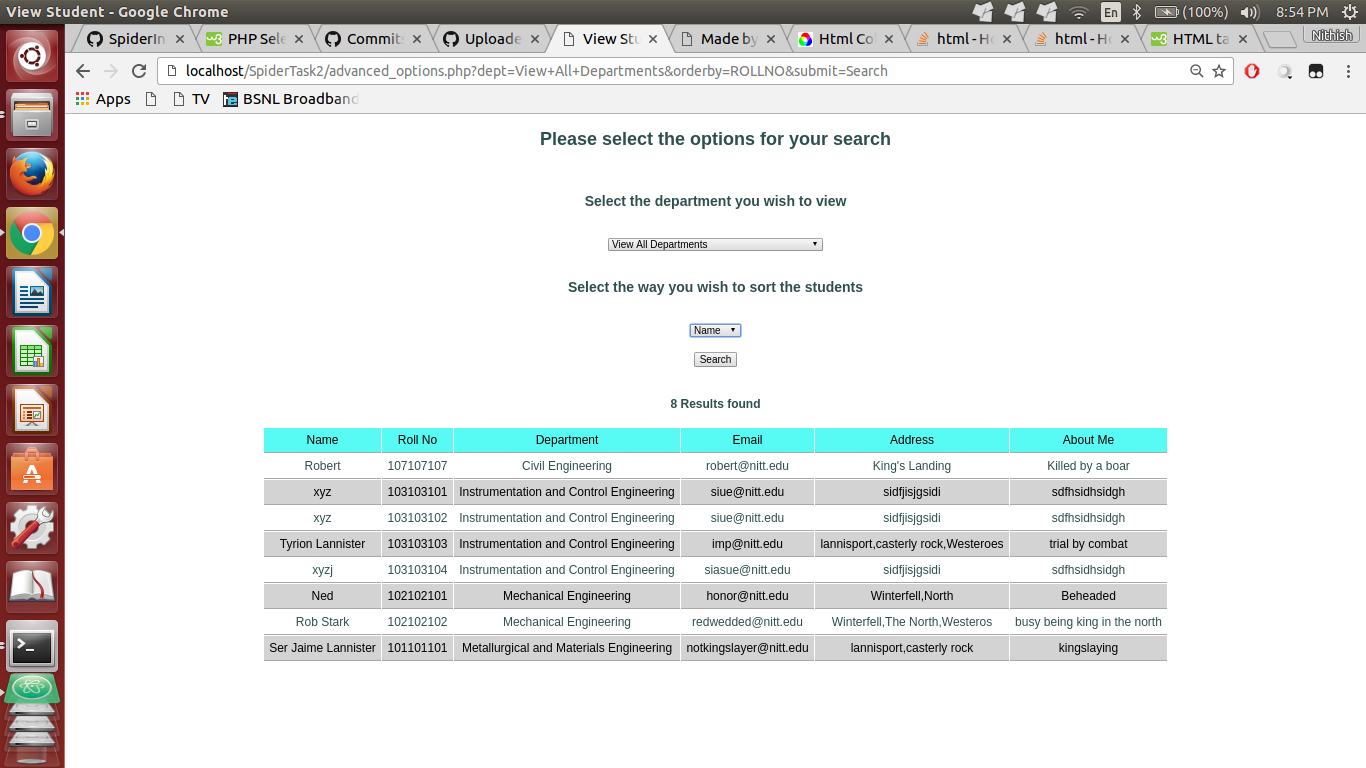 View Student - Google Chrome
En (100%) 8:54 PM
SpiderIn × PHP Sele × Commits × Uploade × View Stu × Made by × Html Col × html - Ho × html - Ho × HTML ta × Nithish
localhost/SpiderTask2/advanced_options.php?dept=View+All+Departments&orderby=ROLLNO&submit=Search
Apps TV BSNL Broadband
Please select the options for your search
Select the department you wish to view
View All Departments
Select the way you wish to sort the students
Name
Search
8 Results found
Name Roll No Department Email Address About Me
Robert 107107107 Civil Engineering robert@nitt.edu King's Landing Killed by a boar
xyz 103103101 Instrumentation and Control Engineering siue@nitt.edu sidfjisjgsidi sdfhsidhsidgh
xyz 103103102 Instrumentation and Control Engineering siue@nitt.edu sidfjisjgsidi sdfhsidhsidgh
Tyrion Lannister 103103103 Instrumentation and Control Engineering imp@nitt.edu lannisport,casterly rock,Westeroes trial by combat
xyzj 103103104 Instrumentation and Control Engineering siasue@nitt.edu sidfjisjgsidi sdfhsidhsidgh
Ned 102102101 Mechanical Engineering honor@nitt.edu Winterfell,North Beheaded
Rob Stark 102102102 Mechanical Engineering redwedded@nitt.edu Winterfell,The North,Westeros busy being king in the north
Ser Jaime Lannister 101101101 Metallurgical and Materials Engineering notkingslayer@nitt.edu lannisport,casterly rock kingslaying